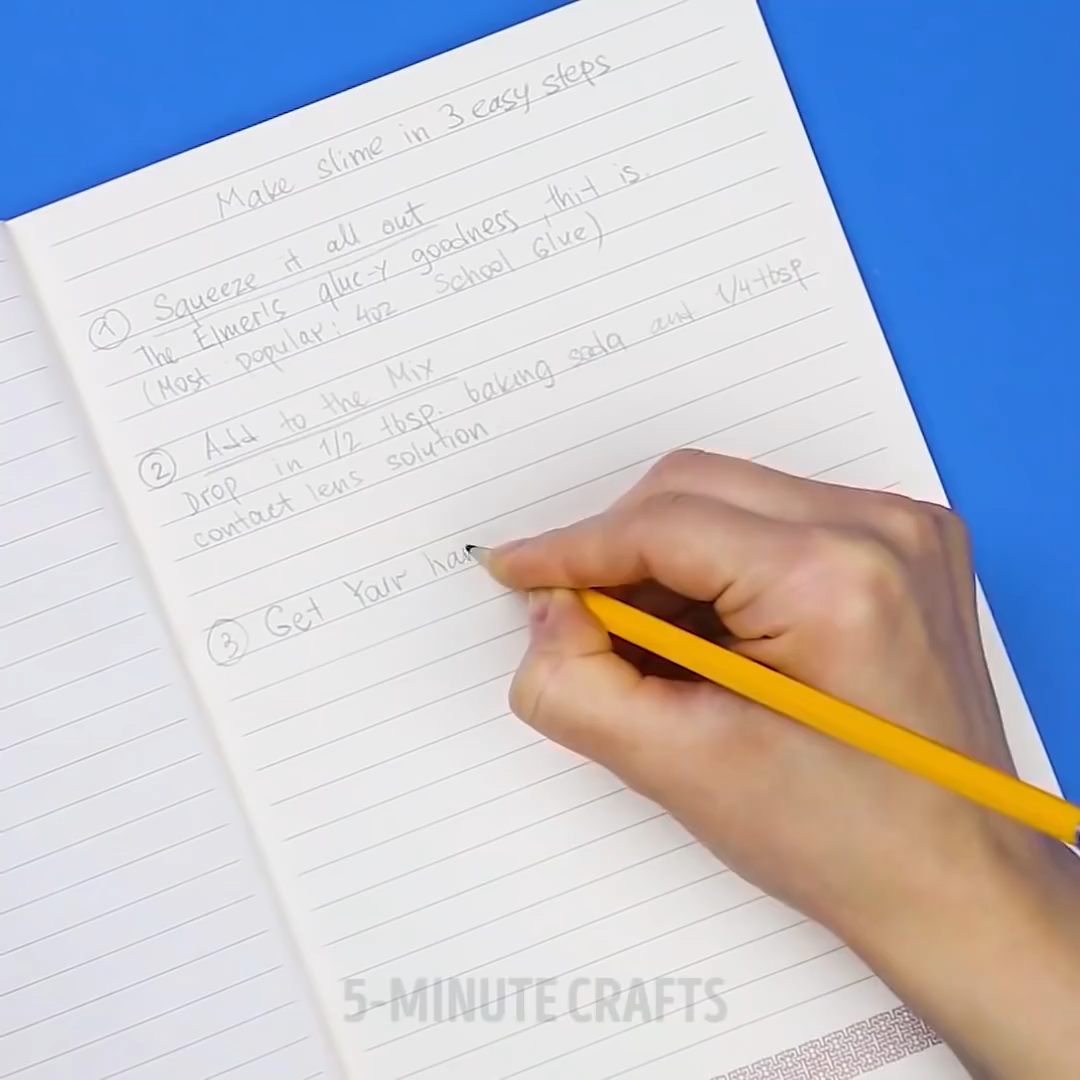 Make slime in 3 easy steps
1 Squeeze it all out
The Elmer's glue-Y goodness, thit is.
(Most popular: 4oz School Glue)
2 Add to the Mix
Drop in 1/2 tbsp. baking soda and 1/4 tbsp
contact lens solution
3 Get Your han
5-MINUTE CRAFTS